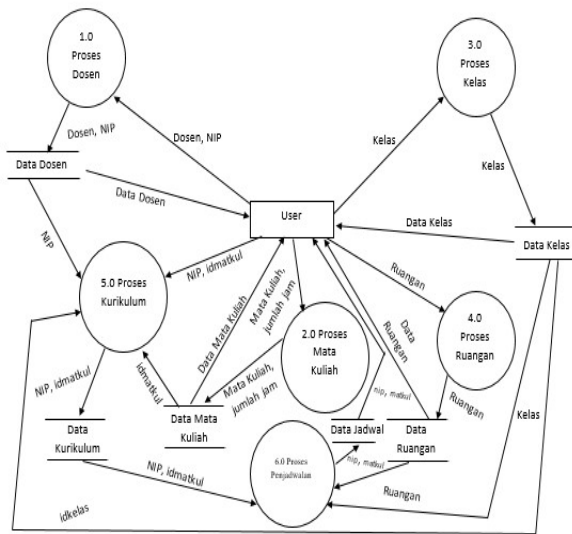 1.0
Proses
Dosen
3.0
Proses
Kelas
Dosen, NIP
Dosen, NIP
Kelas
Kelas
Data Dosen
Data Dosen
User
Data Kelas
Data Kelas
NIP
NIP, idmatkul
5.0 Proses
Kurikulum
Data Mata Kuliah
Mata Kuliah,
jumlah jam
Ruangan
Data
Ruangan
2.0 Proses
Mata
Kuliah
4.0
Proses
Ruangan
NIP, idmatkul
idmatkul
Mata Kuliah,
jumlah jam
nip, matkul
Ruangan
Kelas
Data
Kurikulum
Data Mata
Kuliah
Data Jadwal
Data
Ruangan
NIP, idmatkul
6.0 Proses
Penjadwalan
nip, matkul
Ruangan
idkelas